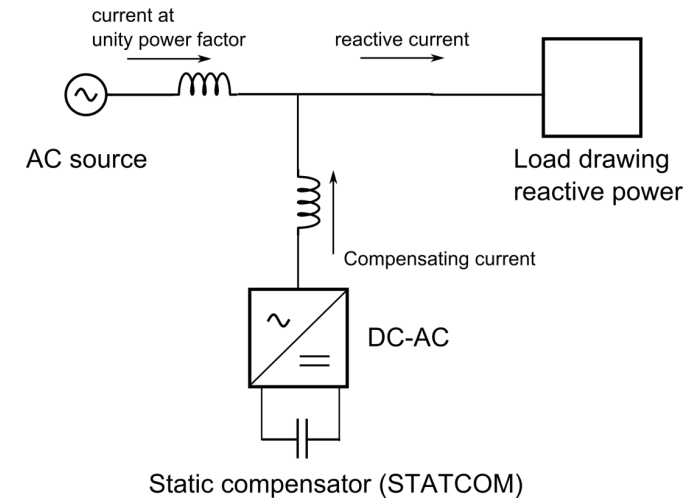 current at
unity power factor
reactive current
AC source
Load drawing
reactive power
Compensating current
DC-AC
Static compensator (STATCOM)